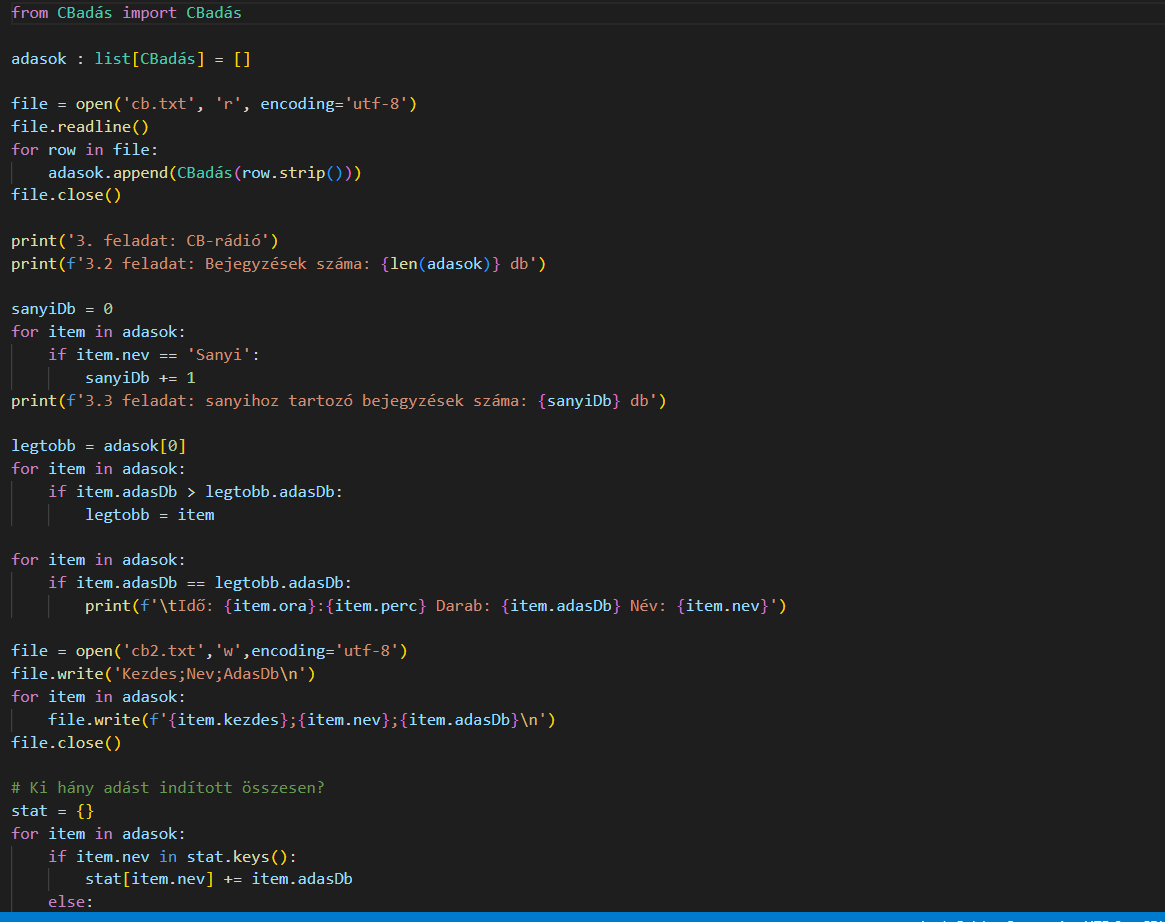 from CBadás import CBadás
adasok : list[CBadás] = []
file = open('cb.txt', 'r', encoding='utf-8')
file.readline()
for row in file:
    adasok.append(CBadás(row.strip()))
file.close()
print('3. feladat: CB-rádió')
print(f'3.2 feladat: Bejegyzések száma: {len(adasok)} db')
sanyiDb = 0
for item in adasok:
    if item.nev == 'Sanyi':
        sanyiDb += 1
print(f'3.3 feladat: sanyihoz tartozó bejegyzések száma: {sanyiDb} db')
legtobb = adasok[0]
for item in adasok:
    if item.adasDb > legtobb.adasDb:
        legtobb = item
for item in adasok:
    if item.adasDb == legtobb.adasDb:
        print(f'\tIdő: {item.ora}:{item.perc} Darab: {item.adasDb} Név: {item.nev}')
file = open('cb2.txt','w',encoding='utf-8')
file.write('Kezdes;Nev;AdasDb\n')
for item in adasok:
    file.write(f'{item.kezdes};{item.nev};{item.adasDb}\n')
file.close()
# Ki hány adást indított összesen?
stat = {}
for item in adasok:
    if item.nev in stat.keys():
        stat[item.nev] += item.adasDb
    else: